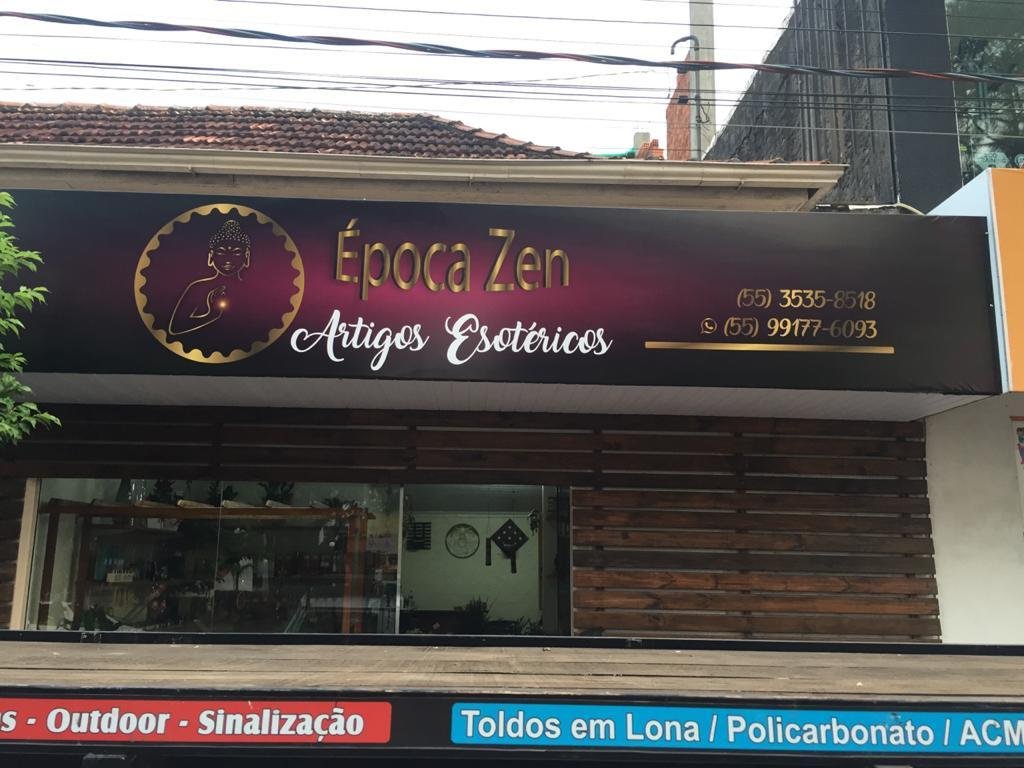 Época Zen
Artigos Esotéricos
(55) 3535-8518
(55) 99177-6093
- Outdoor - Sinalização
Toldos em Lona / Policarbonato / ACM